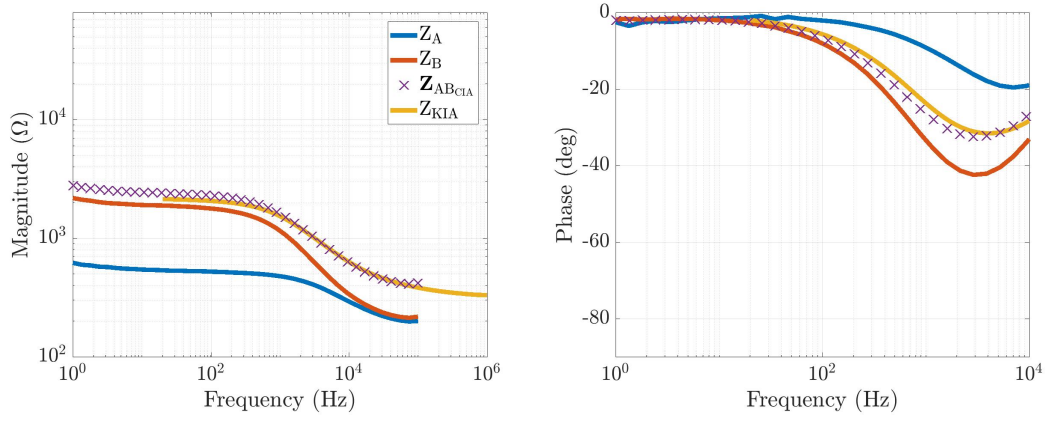 Z_A
Z_B
Z_AB_CIA
Z_KIA
10^4
10^3
10^2
Magnitude (Ω)
10^0 10^2 10^4 10^6
Frequency (Hz)
0
-20
-40
-60
-80
Phase (deg)
10^0 10^2 10^4
Frequency (Hz)